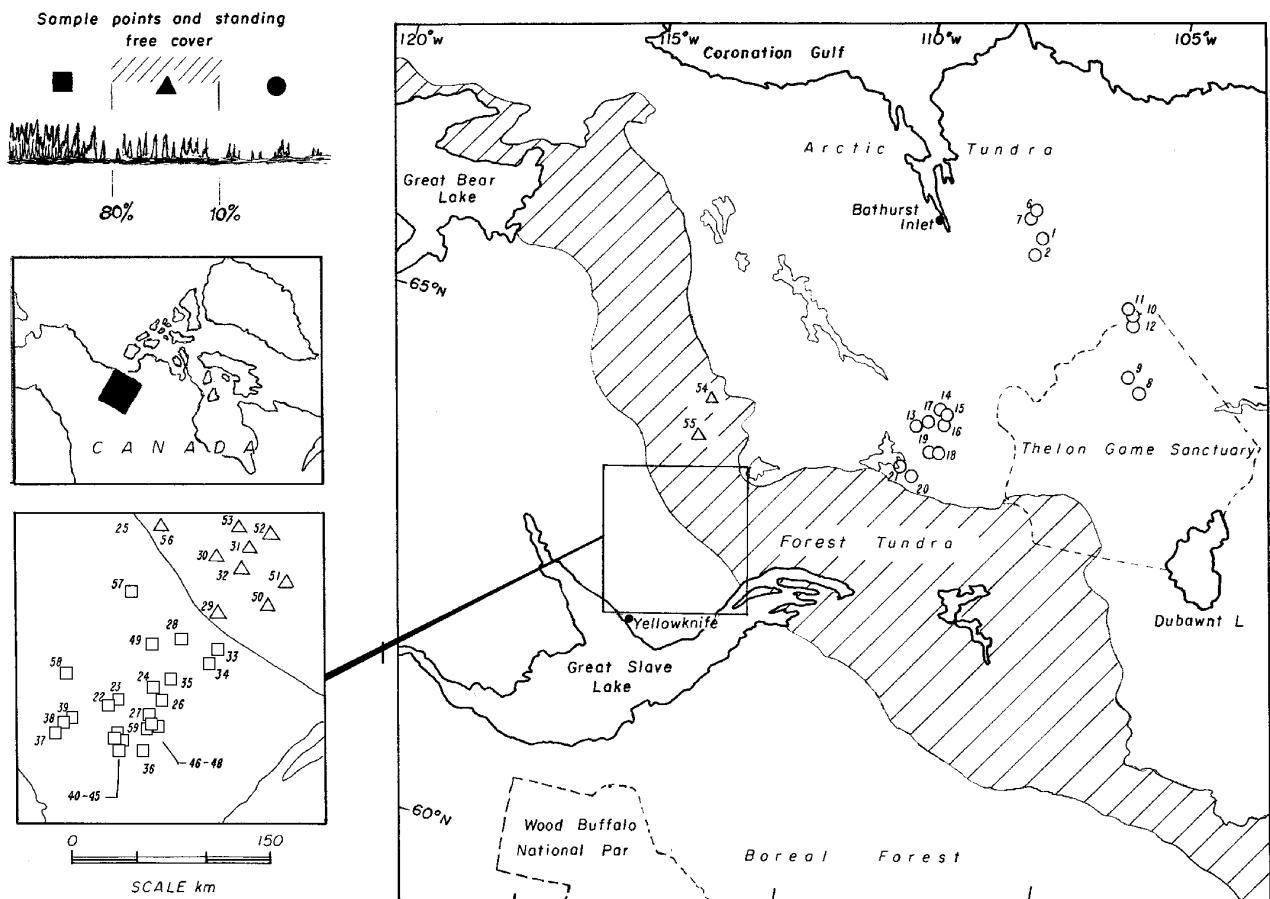 Sample points and standing
free cover
80%
10%
CANADA
25
56
53
52
30
31
32
51
50
29
57
28
49
33
34
58
35
24
23
22
26
39
38
27
37
59
36
46-48
40-45
0
150
SCALE km
120°W
115°W
110°W
105°W
Coronation Gulf
Arctic Tundra
Great Bear
Lake
Bathurst
Inlet
6
7
1
2
65°N
11
10
12
9
8
54
55
14
17
15
13
16
19
18
21
20
Thelon Game Sanctuary
Forest Tundra
Yellowknife
Dubawnt L
Great Slave
Lake
60°N
Wood Buffalo
National Par
Boreal Forest